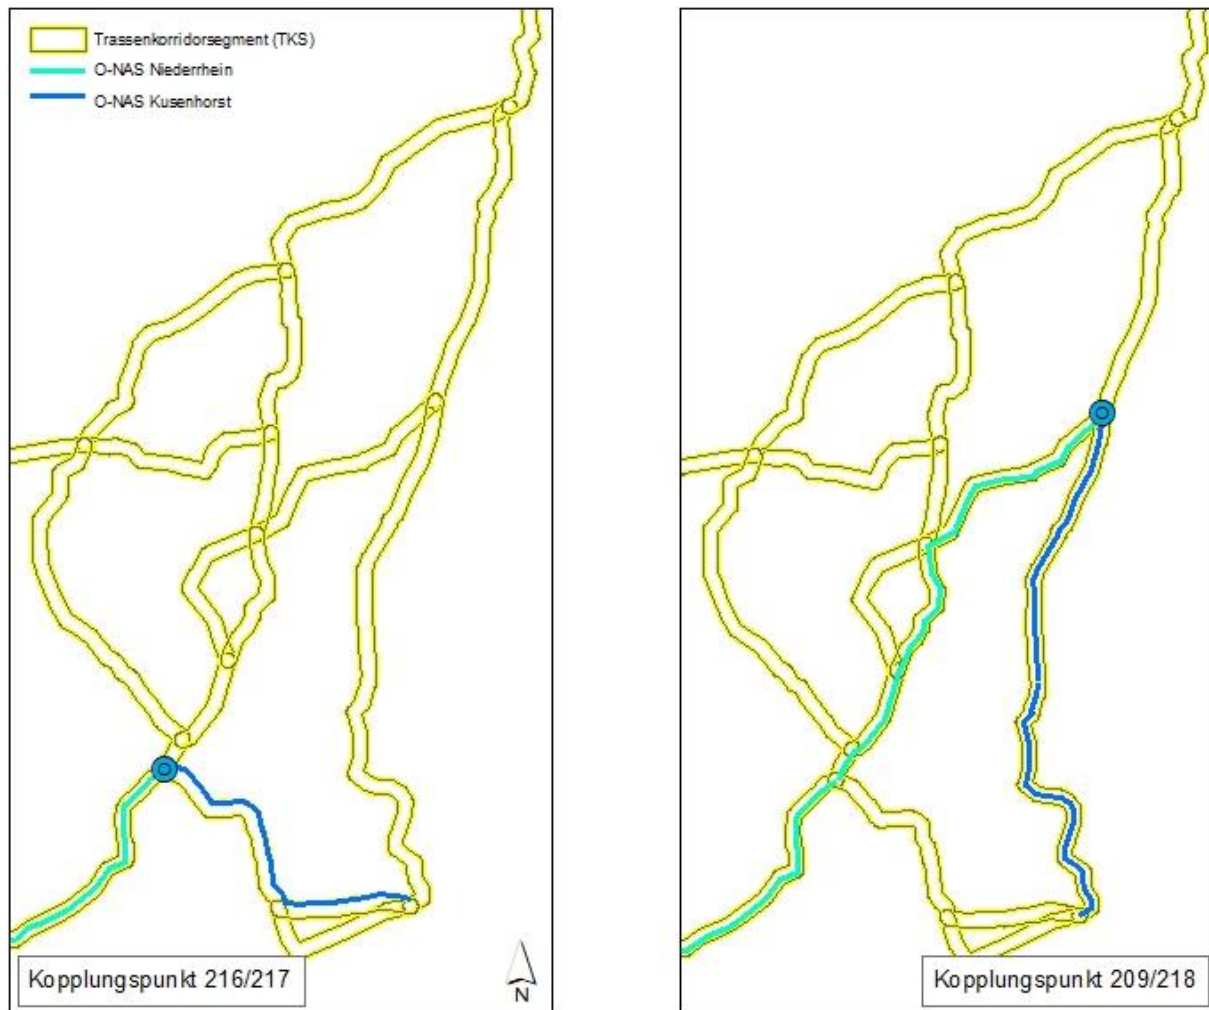 Trassenkorridorsegment (TKS)
O-NAS Niederrhein
O-NAS Kusenhorst
Kopplungspunkt 216/217
N
Kopplungspunkt 209/218